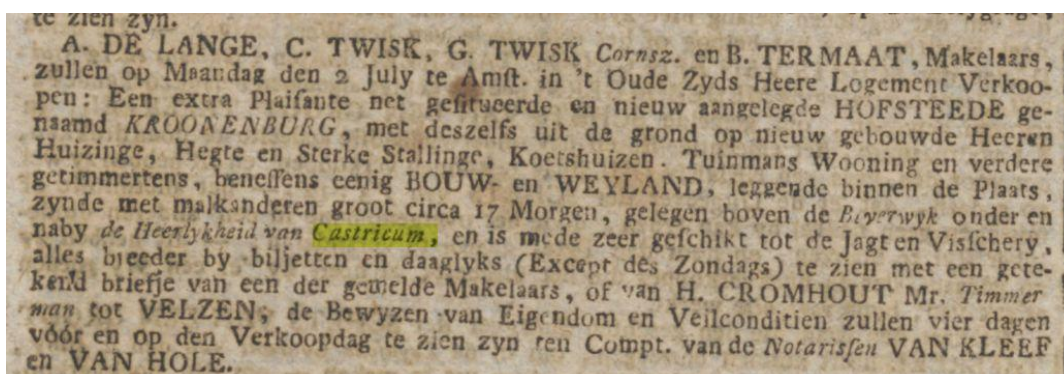 te zien zyn.
A. DE LANGE, C. TWISK, G. TWISK Cornsz. en B. TERMAAT, Makelaars,
zullen op Maandag den 2 July te Amst. in 't Oude Zyds Heere Logement Verkoo-
pen: Een extra Plaisante net gesitueerde en nieuw aangelegde HOFSTEEDE ge-
naamd KROONENBURG, met deszelfs uit de grond op nieuw gebouwde Heeren
Huizinge, Hegte en Sterke Stallinge, Koetshuizen. Tuinmans Wooning en verdere
getimmertens, beneffens eenig BOUW- en WEYLAND, leggende binnen de Plaats,
zynde met malkanderen groot circa 17 Morgen, gelegen boven de Beverwyk onder en
naby de Heerlykheid van Castricum, en is mede zeer geschikt tot de Jagt en Visschery,
alles breeder by biljetten en daaglyks (Except des Zondags) te zien met een gete-
kend briefje van een der gemelde Makelaars, of van H. CROMHOUT Mr. Timmer
man tot VELZEN; de Bewyzen van Eigendom en Veilconditien zullen vier dagen
vóór en op den Verkoopdag te zien zyn ten Compt. van de Notarissen VAN KLEEF
en VAN HOLE.